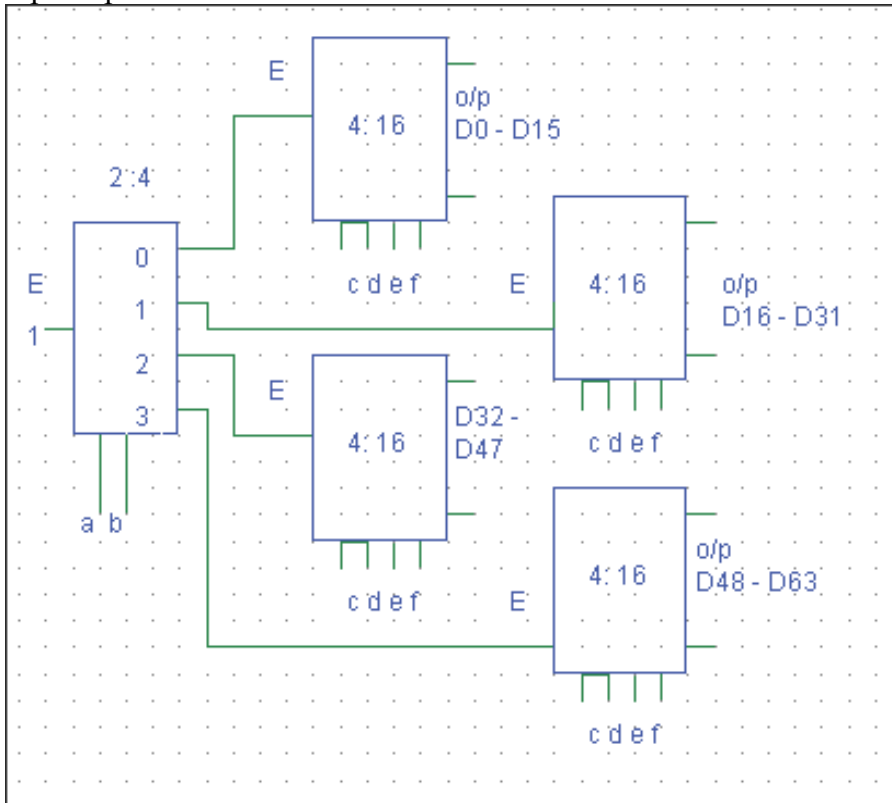 E
4:16
o/p
D0 - D15
c d e f
2:4
E
1
0
1
2
3
a b
E
4:16
o/p
D16 - D31
c d e f
E
4:16
D32 -
D47
c d e f
E
4:16
o/p
D48 - D63
c d e f